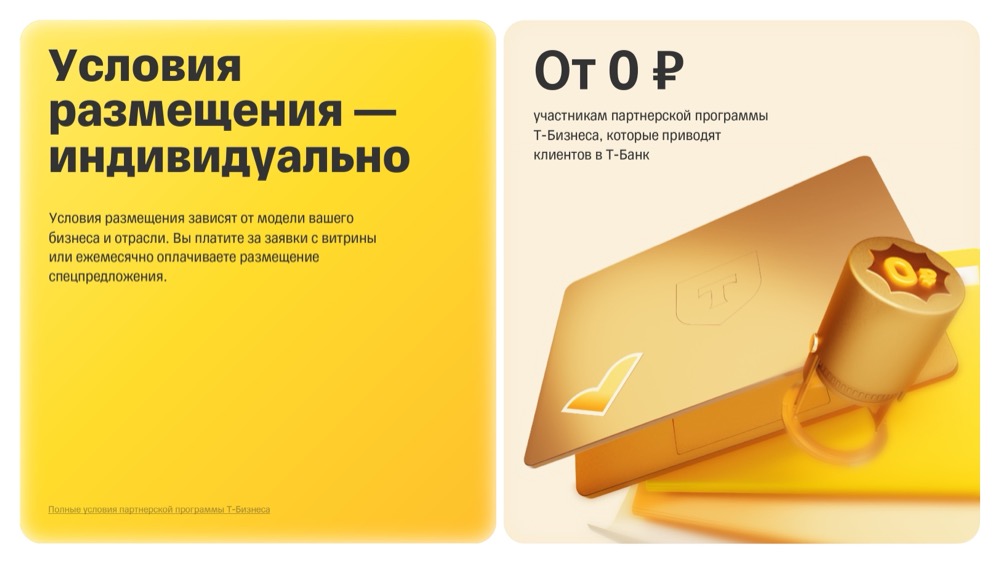 Условия
размещения —
индивидуально
Условия размещения зависят от модели вашего
бизнеса и отрасли. Вы платите за заявки с витрины
или ежемесячно оплачиваете размещение
спецпредложения.
Полные условия партнерской программы Т-Бизнеса
От 0 ₽
участникам партнерской программы
Т-Бизнеса, которые приводят
клиентов в Т-Банк
Т
0₽